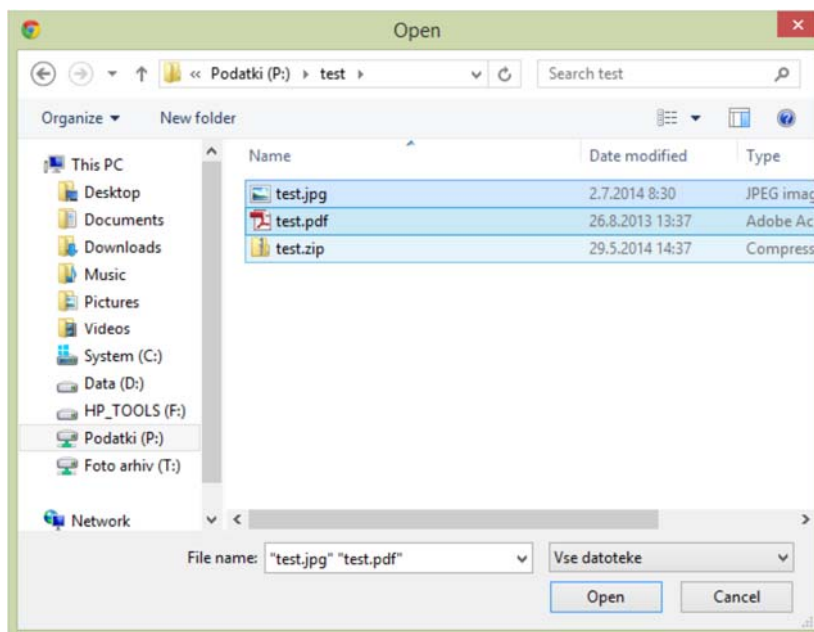 Open
« Podatki (P:) test
Search test
Organize
New folder
Name
Date modified
Type
This PC
Desktop
Documents
Downloads
Music
Pictures
Videos
System (C:)
Data (D:)
HP_TOOLS (F:)
Podatki (P:)
Foto arhiv (T:)
Network
test.jpg 2.7.2014 8:30 JPEG imag
test.pdf 26.8.2013 13:37 Adobe Ac
test.zip 29.5.2014 14:37 Compress
File name: "test.jpg" "test.pdf"
Vse datoteke
Open
Cancel